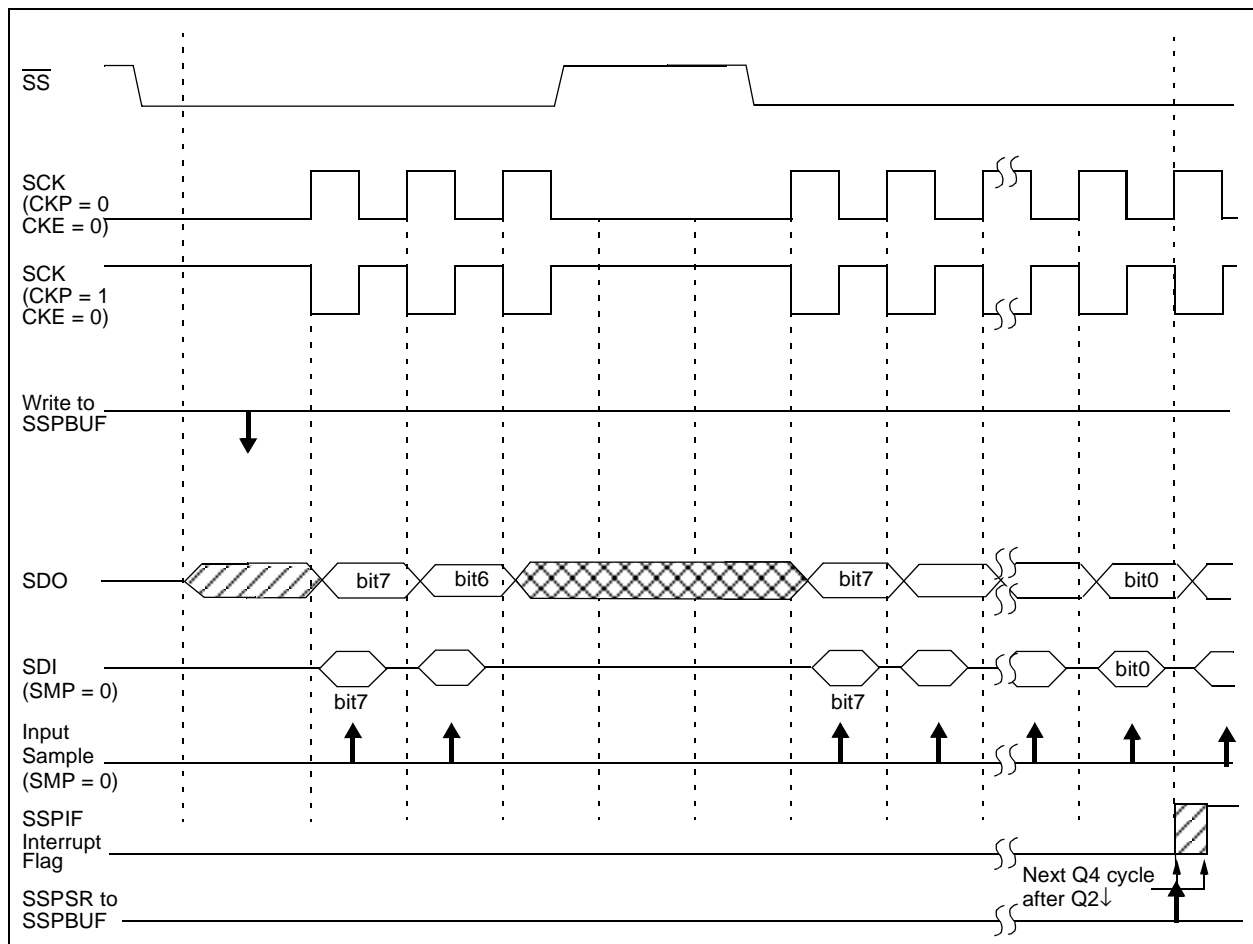 SS
SCK
(CKP = 0
CKE = 0)
SCK
(CKP = 1
CKE = 0)
Write to
SSPBUF
SDO
bit7
bit6
bit7
bit0
SDI
(SMP = 0)
bit7
bit7
bit0
Input
Sample
(SMP = 0)
SSPIF
Interrupt
Flag
Next Q4 cycle
after Q2↓
SSPSR to
SSPBUF